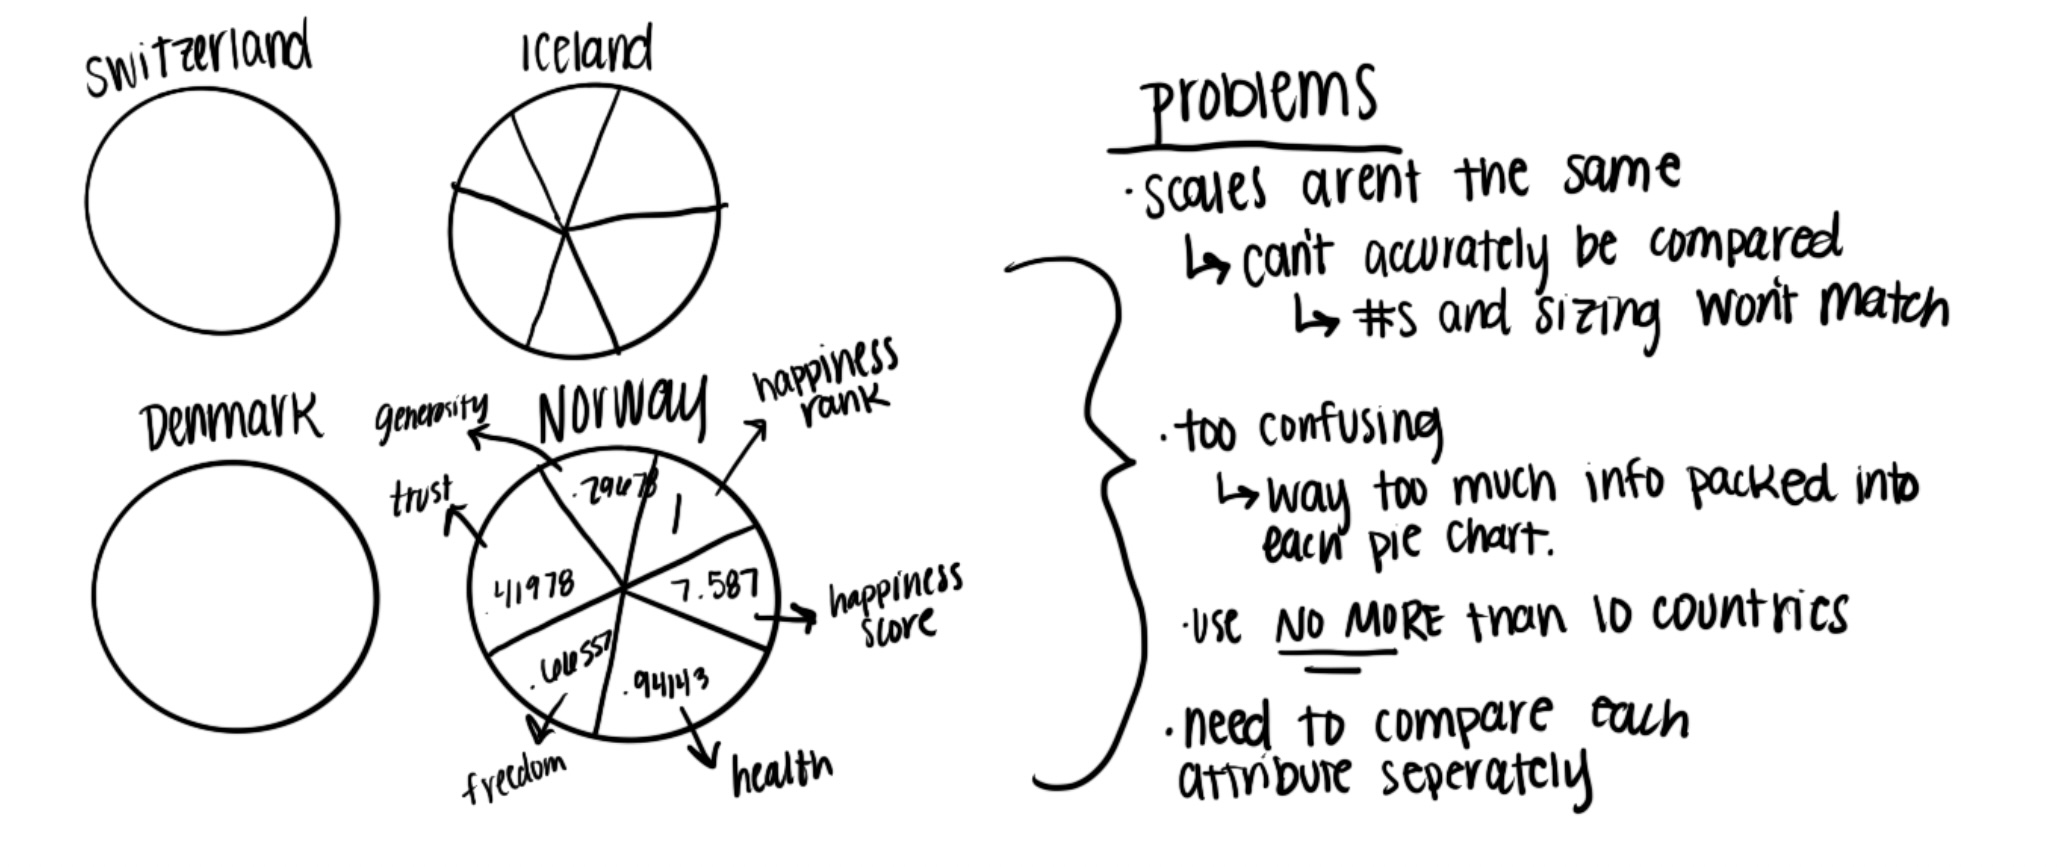 Switzerland
Iceland
Denmark
Norway
generosity
happiness
rank
trust
.29678
1
.41978
7.587
happiness
score
.66557
.94143
freedom
health
problems
·scales arent the same
↳ can't accurately be compared
↳ #s and sizing won't match
·too confusing
↳ way too much info packed into
each pie chart.
·use NO MORE than 10 countries
·need to compare each
attribute seperately